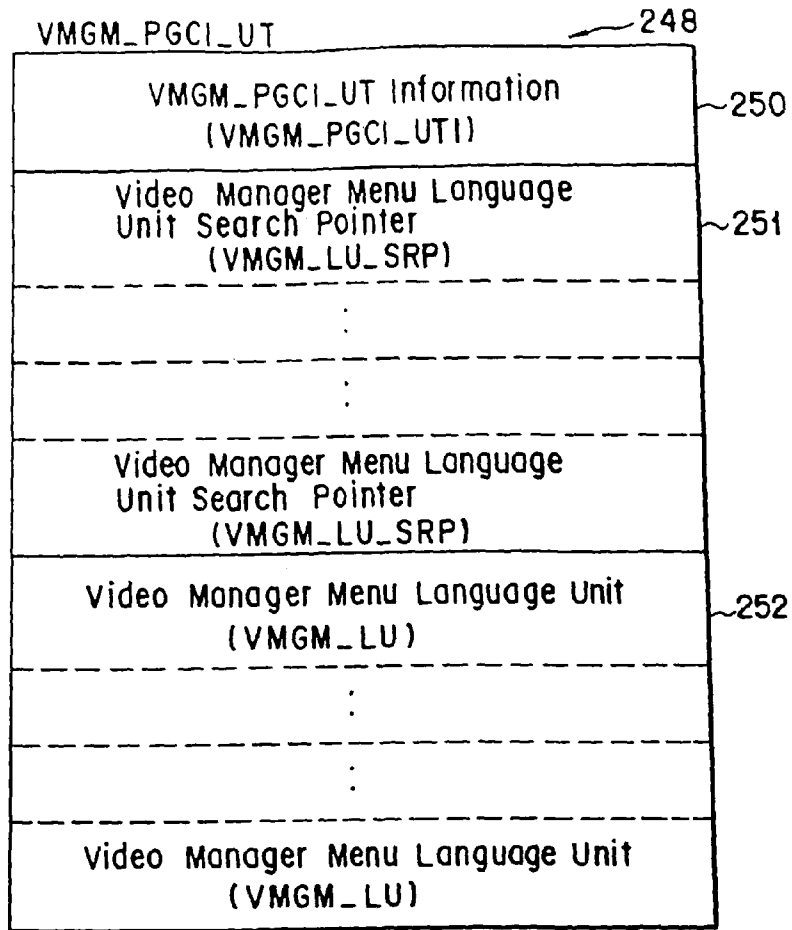 VMGM_PGCI_UT
248
VMGM_PGCI_UT Information
(VMGM_PGCI_UTI)
250
Video Manager Menu Language
Unit Search Pointer
(VMGM_LU_SRP)
251
Video Manager Menu Language
Unit Search Pointer
(VMGM_LU_SRP)
Video Manager Menu Language Unit
(VMGM_LU)
252
Video Manager Menu Language Unit
(VMGM_LU)